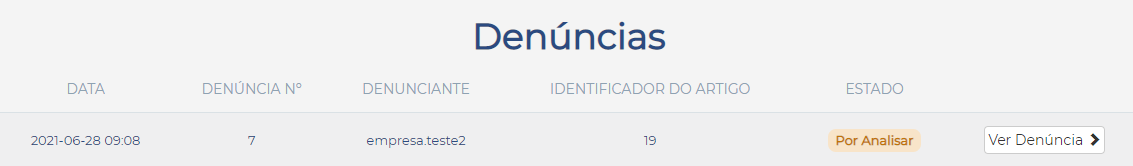 Denúncias
DATA DENÚNCIA Nº DENUNCIANTE IDENTIFICADOR DO ARTIGO ESTADO
2021-06-28 09:08 7 empresa.teste2 19 Por Analisar Ver Denúncia